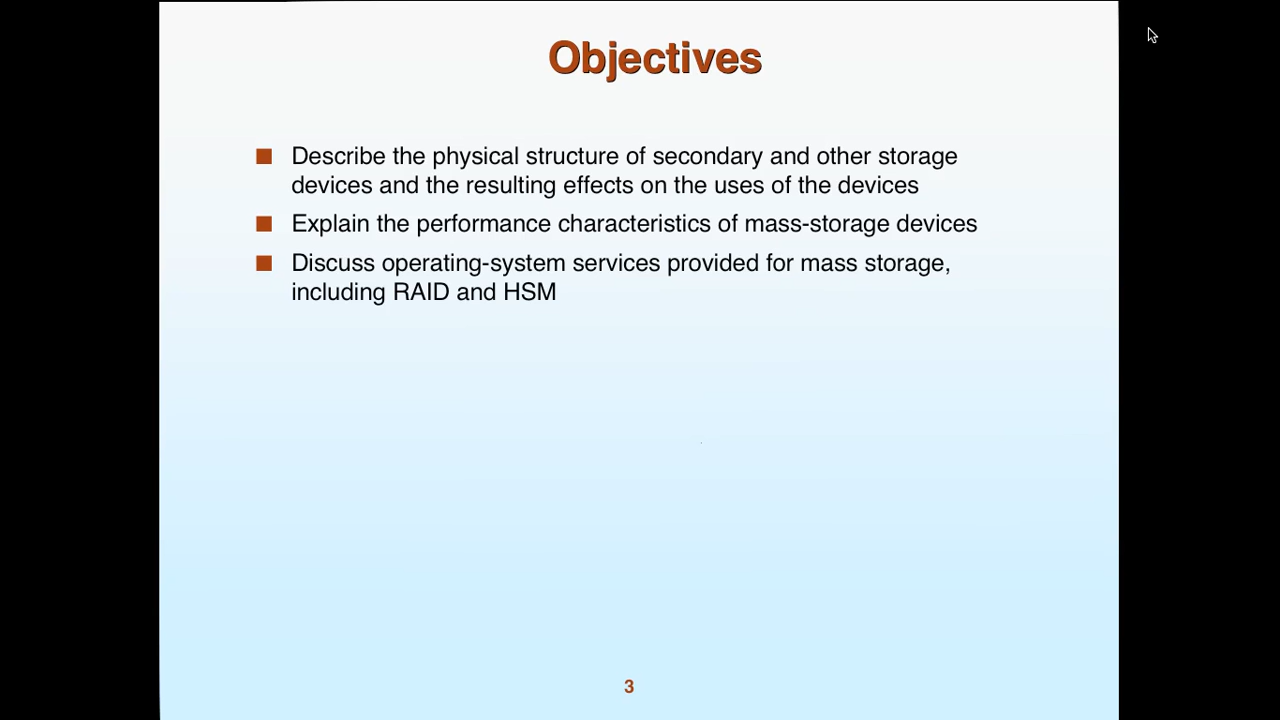 Objectives
Describe the physical structure of secondary and other storage
devices and the resulting effects on the uses of the devices
Explain the performance characteristics of mass-storage devices
Discuss operating-system services provided for mass storage,
including RAID and HSM
3